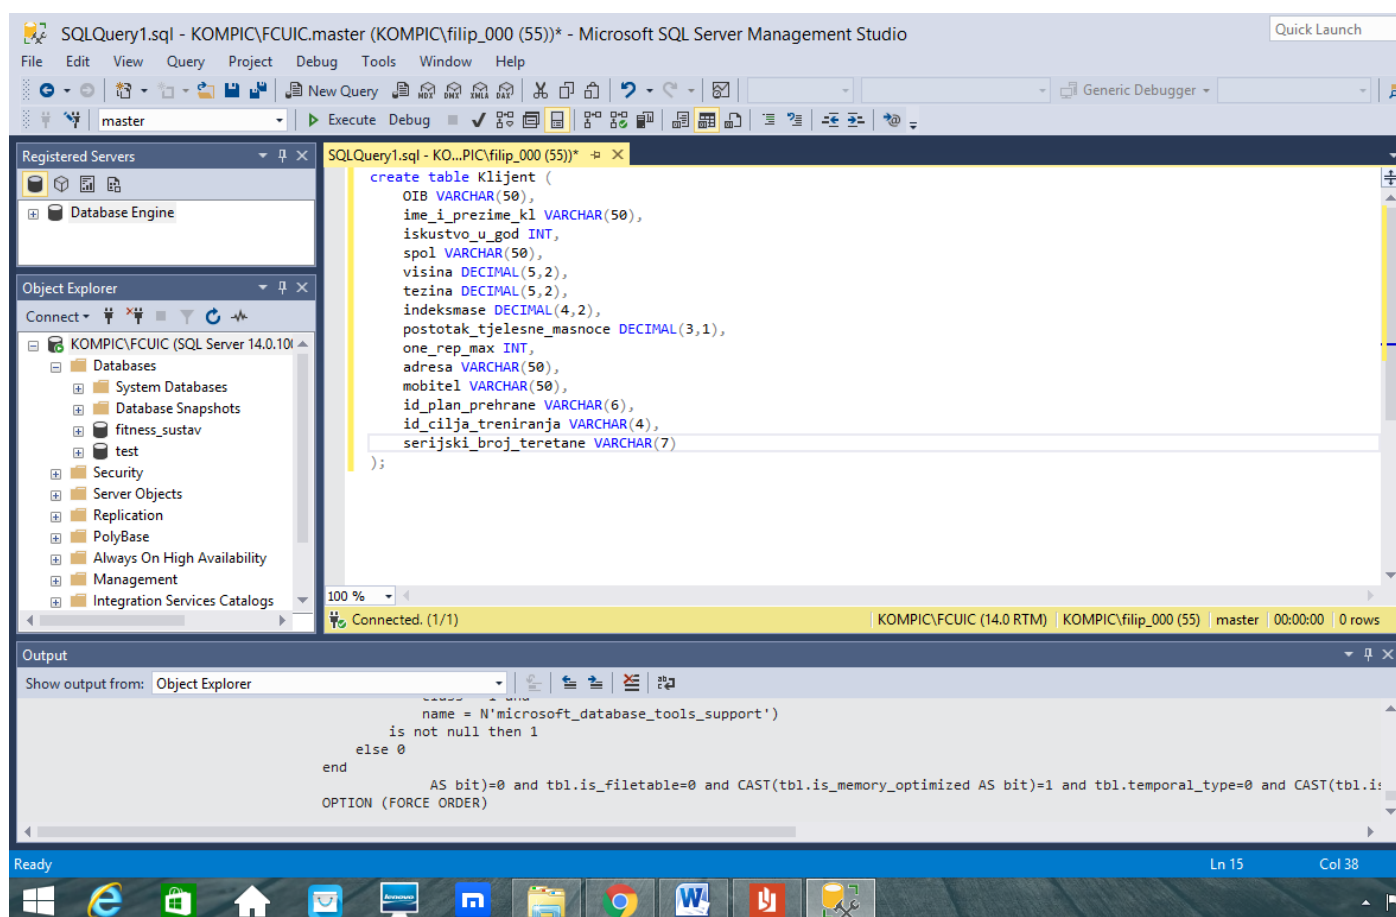 SQLQuery1.sql - KOMPIC\FCUIC.master (KOMPIC\filip_000 (55))* - Microsoft SQL Server Management Studio
Quick Launch
File Edit View Query Project Debug Tools Window Help
New Query MDX DMX XMLA DAX Generic Debugger
master Execute Debug
Registered Servers
Database Engine
Object Explorer
Connect
KOMPIC\FCUIC (SQL Server 14.0.10
Databases
System Databases
Database Snapshots
fitness_sustav
test
Security
Server Objects
Replication
PolyBase
Always On High Availability
Management
Integration Services Catalogs
SQLQuery1.sql - KO...PIC\filip_000 (55))*
create table Klijent (
OIB VARCHAR(50),
ime_i_prezime_kl VARCHAR(50),
iskustvo_u_god INT,
spol VARCHAR(50),
visina DECIMAL(5,2),
tezina DECIMAL(5,2),
indeksmase DECIMAL(4,2),
postotak_tjelesne_masnoce DECIMAL(3,1),
one_rep_max INT,
adresa VARCHAR(50),
mobitel VARCHAR(50),
id_plan_prehrane VARCHAR(6),
id_cilja_treniranja VARCHAR(4),
serijski_broj_teretane VARCHAR(7)
);
100 %
Connected. (1/1) KOMPIC\FCUIC (14.0 RTM) KOMPIC\filip_000 (55) master 00:00:00 0 rows
Output
Show output from: Object Explorer
name = N'microsoft_database_tools_support')
is not null then 1
else 0
end
AS bit)=0 and tbl.is_filetable=0 and CAST(tbl.is_memory_optimized AS bit)=1 and tbl.temporal_type=0 and CAST(tbl.is
OPTION (FORCE ORDER)
Ready Ln 15 Col 38
lenovo